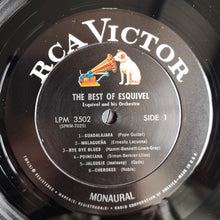 RCA VICTOR
THE BEST OF ESQUIVEL
Esquivel and his Orchestra
LPM 3502
SIDE 1
(SPRM-7025)
1 - GUADALAJARA (Pepe Guizar)
2 - MALAGUEÑA (Ernesto Lecuona)
3 - BYE BYE BLUES (Hamm-Bennett-Lown-Gray)
4 - POINCIANA (Simon-Bernier-Lliso)
5 - JALOUSIE (Jealousy) (Gade)
6 - CHEROKEE (Noble)
MONAURAL